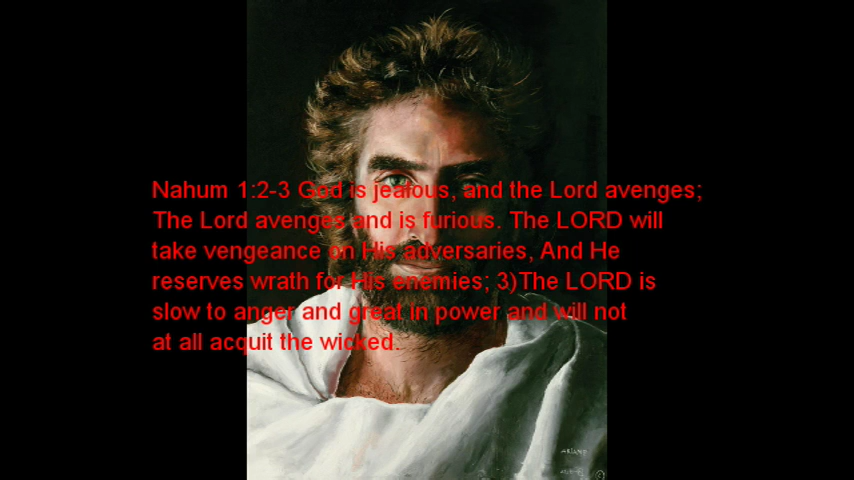 Nahum 1:2-3 God is jealous, and the Lord avenges;
The Lord avenges and is furious. The LORD will
take vengeance on His adversaries, And He
reserves wrath for His enemies; 3)The LORD is
slow to anger and great in power and will not
at all acquit the wicked.
AKIANE